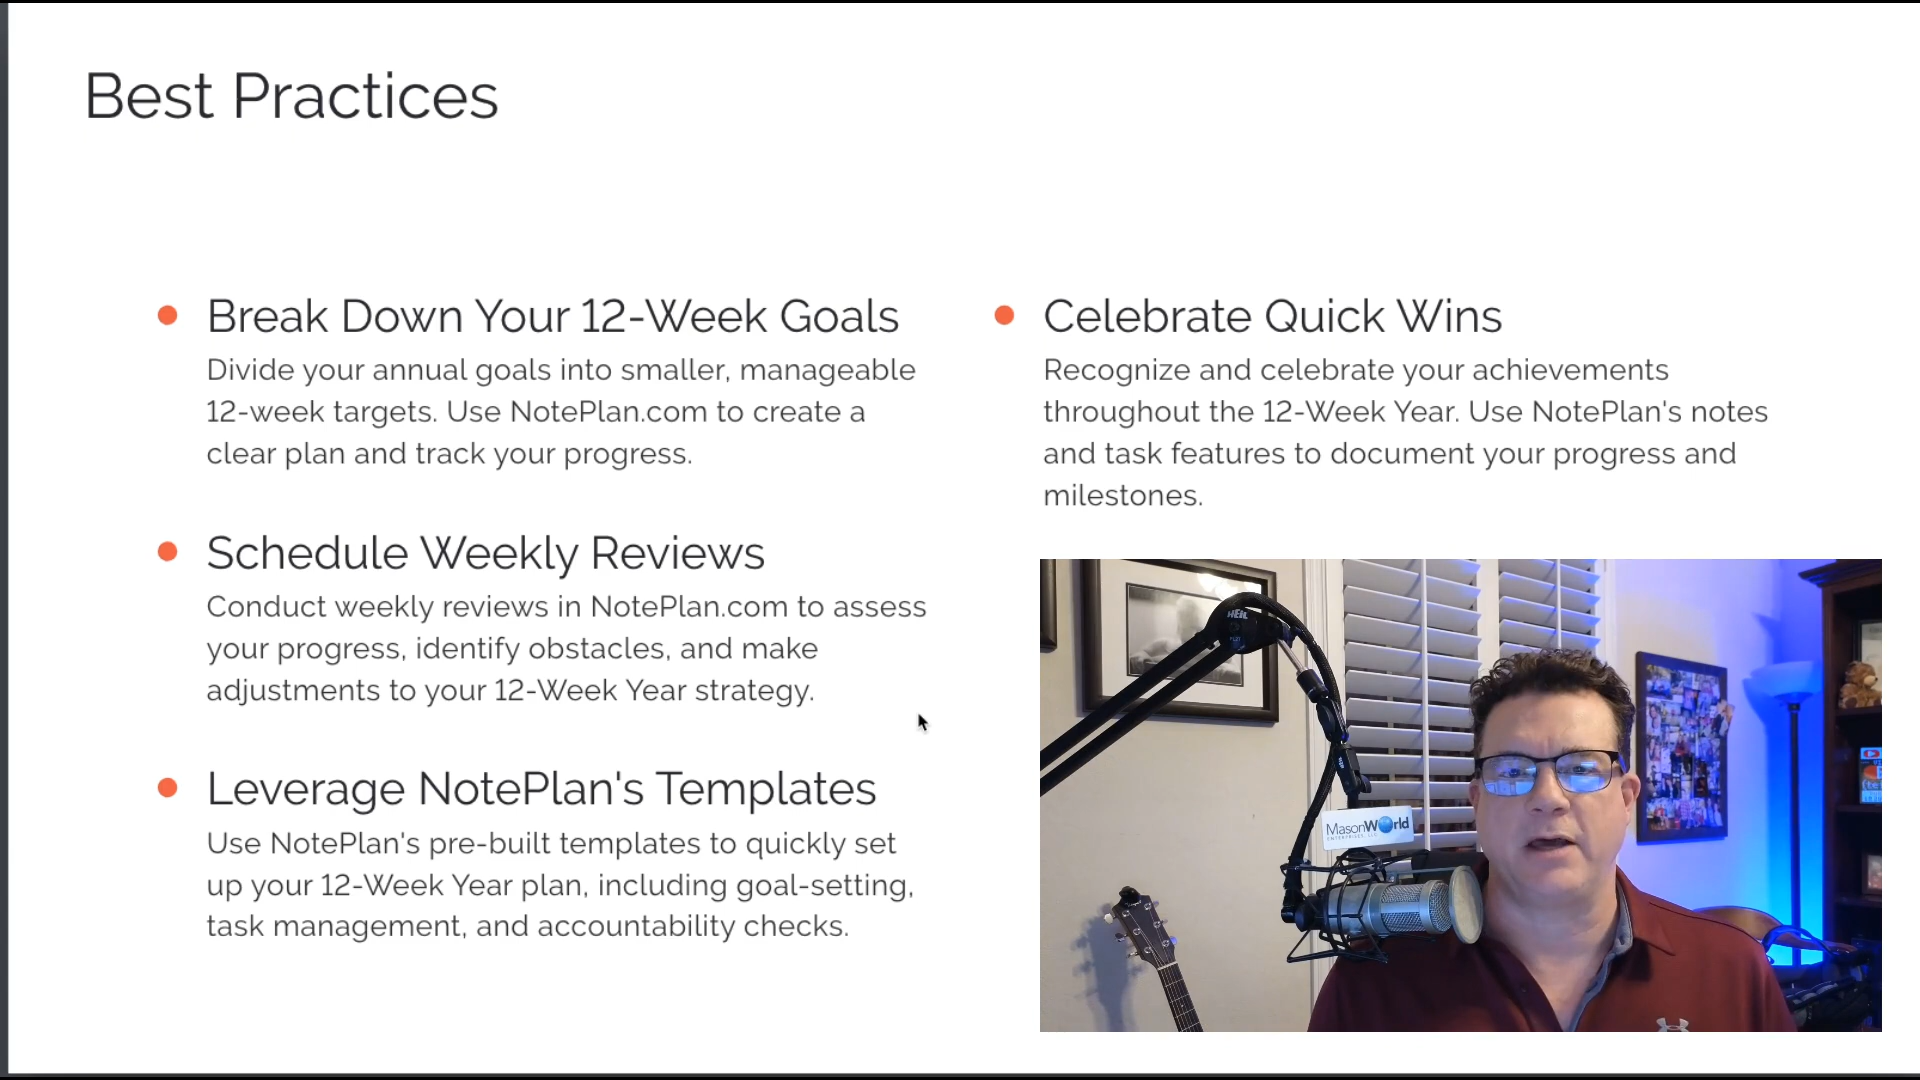 Best Practices
Break Down Your 12-Week Goals
Divide your annual goals into smaller, manageable
12-week targets. Use NotePlan.com to create a
clear plan and track your progress.
Schedule Weekly Reviews
Conduct weekly reviews in NotePlan.com to assess
your progress, identify obstacles, and make
adjustments to your 12-Week Year strategy.
Leverage NotePlan's Templates
Use NotePlan's pre-built templates to quickly set
up your 12-Week Year plan, including goal-setting,
task management, and accountability checks.
Celebrate Quick Wins
Recognize and celebrate your achievements
throughout the 12-Week Year. Use NotePlan's notes
and task features to document your progress and
milestones.
HEIL
MasonWorld
ENTERPRISES, LLC